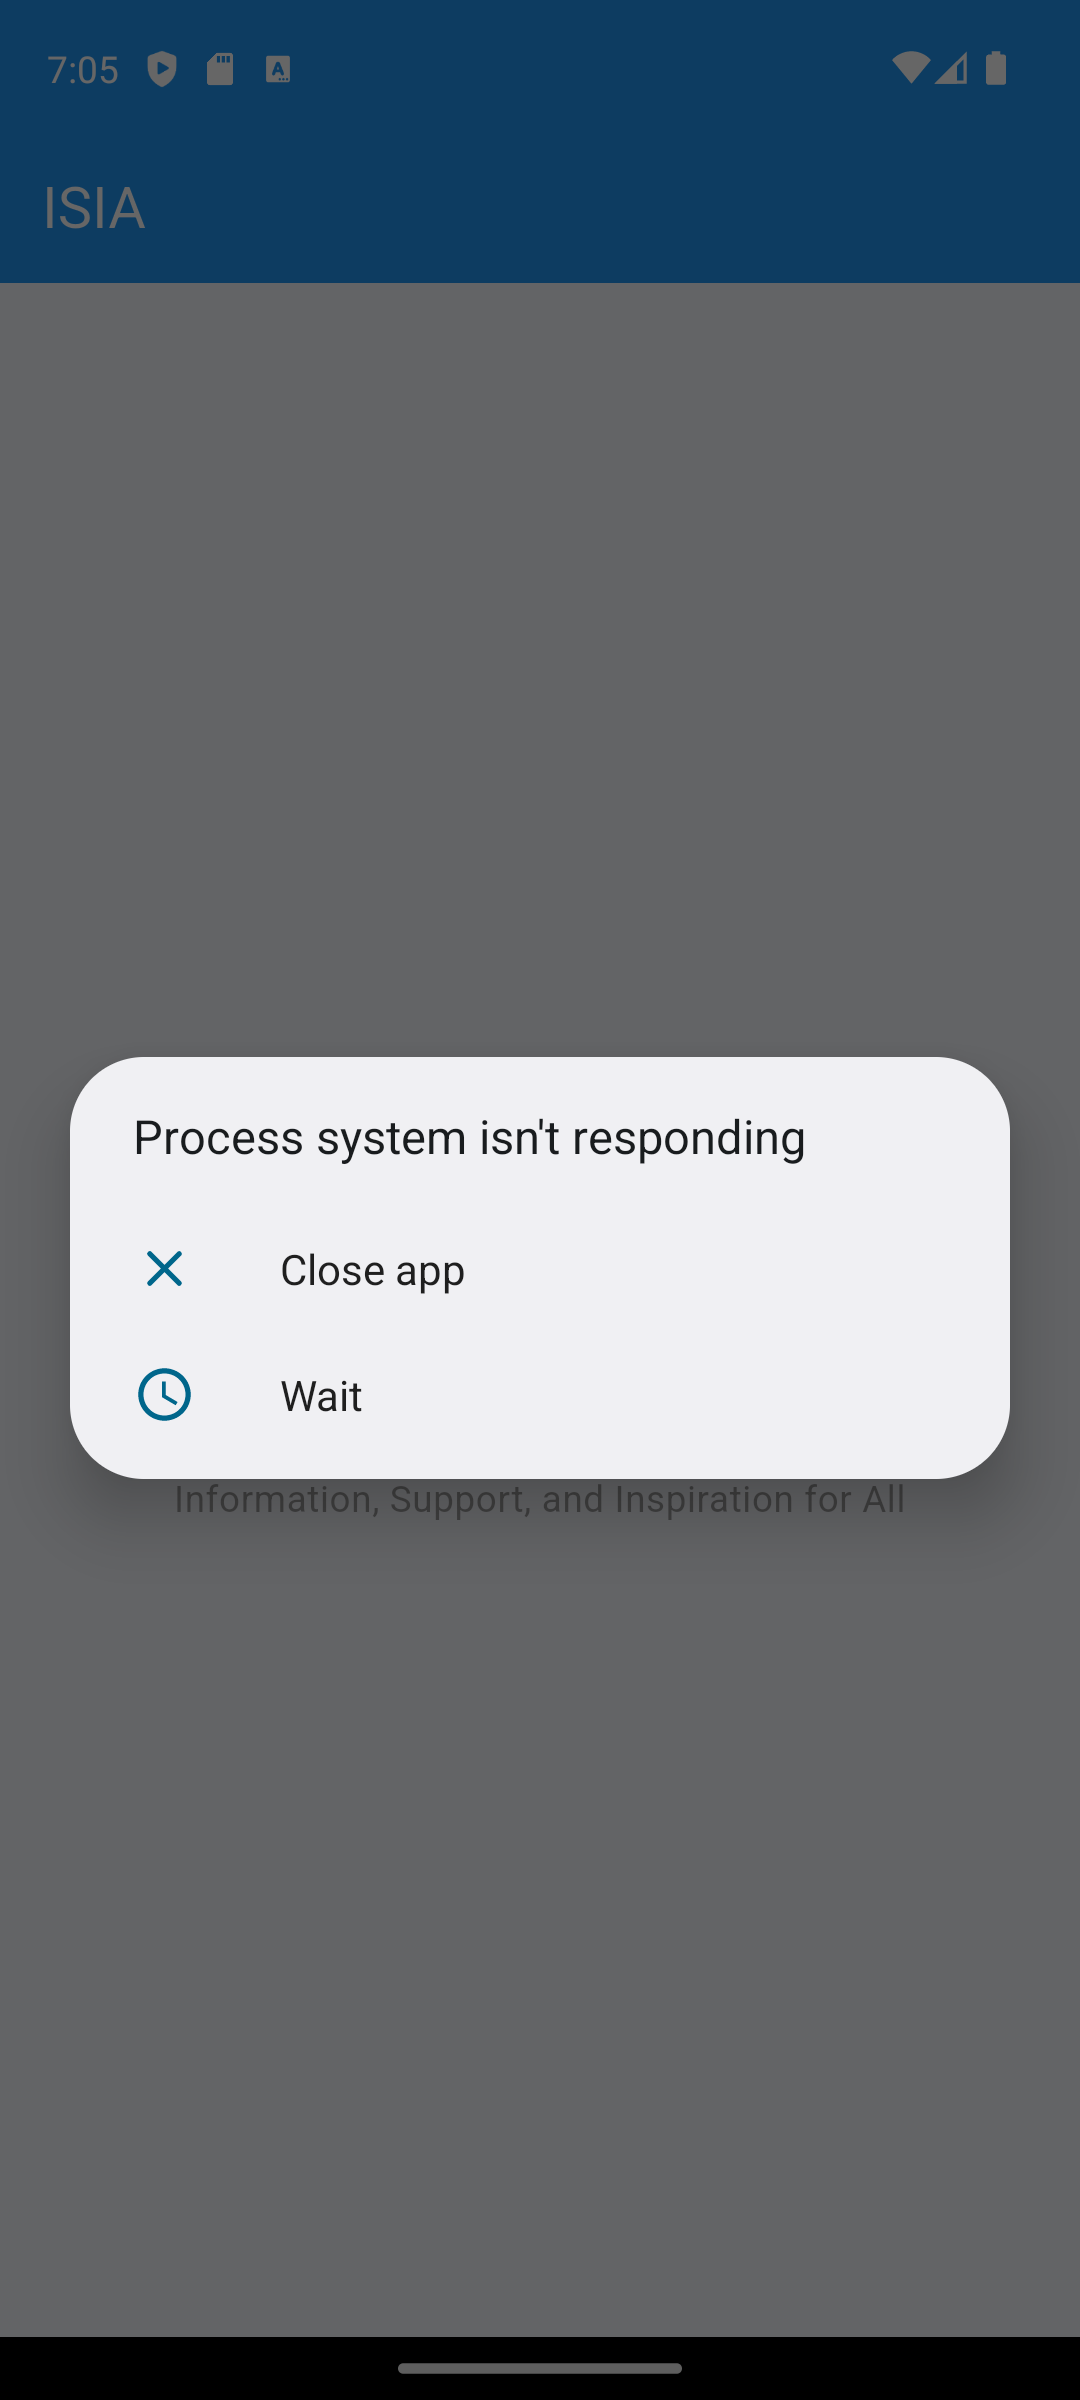 7:05
ISIA
Process system isn't responding
Close app
Wait
Information, Support, and Inspiration for All